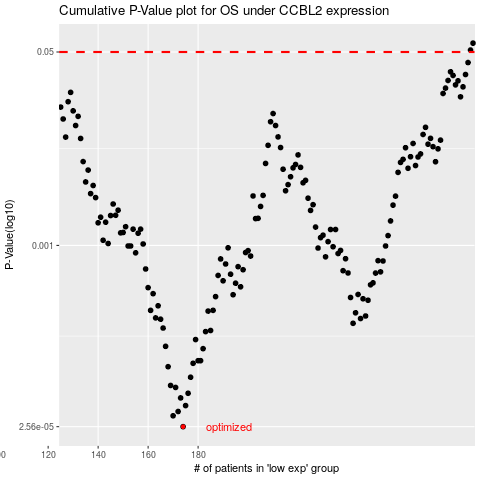 Cumulative P-Value plot for OS under CCBL2 expression
0.05
0.001
2.56e-05
P-Value(log10)
optimized
00 120 140 160 180
# of patients in 'low exp' group